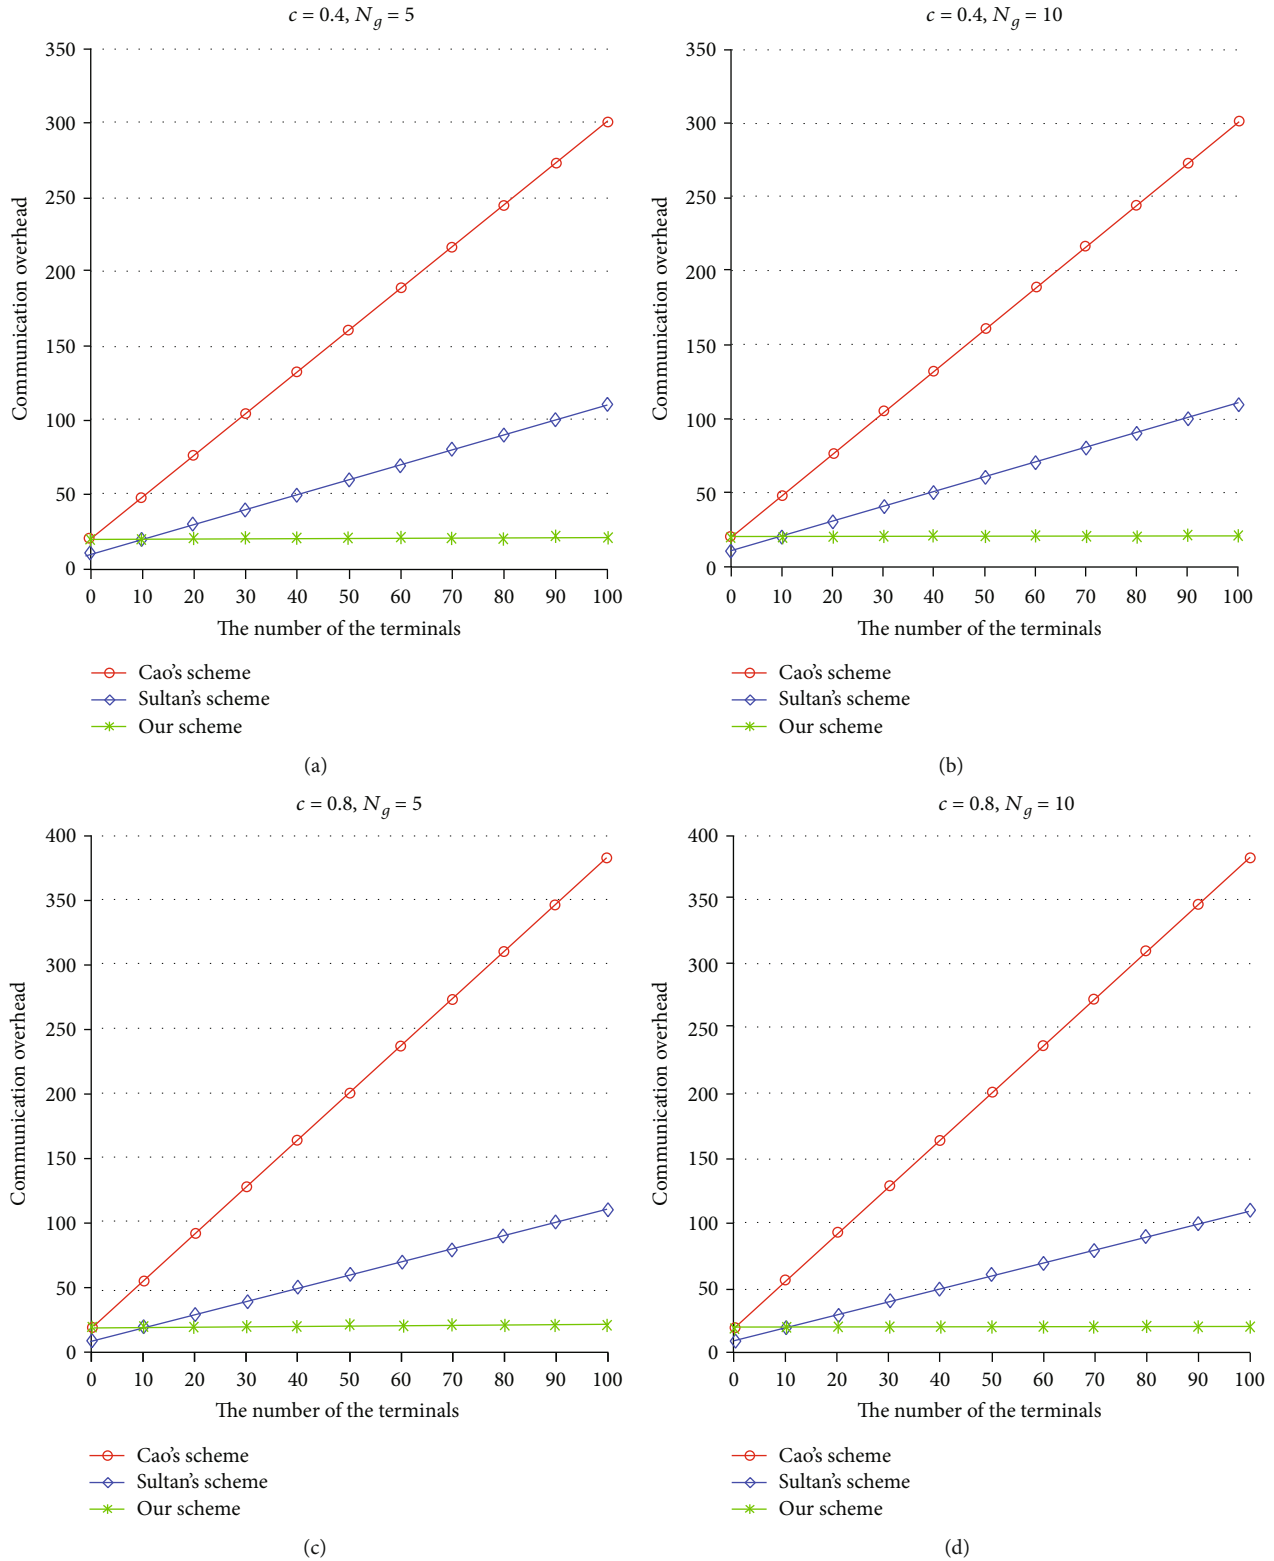 c = 0.4, N_g = 5
350
300
250
200
150
100
50
0
Communication overhead
0 10 20 30 40 50 60 70 80 90 100
The number of the terminals
Cao's scheme
Sultan's scheme
Our scheme
(a)
c = 0.4, N_g = 10
350
300
250
200
150
100
50
0
Communication overhead
0 10 20 30 40 50 60 70 80 90 100
The number of the terminals
Cao's scheme
Sultan's scheme
Our scheme
(b)
c = 0.8, N_g = 5
400
350
300
250
200
150
100
50
0
Communication overhead
0 10 20 30 40 50 60 70 80 90 100
The number of the terminals
Cao's scheme
Sultan's scheme
Our scheme
(c)
c = 0.8, N_g = 10
400
350
300
250
200
150
100
50
0
Communication overhead
0 10 20 30 40 50 60 70 80 90 100
The number of the terminals
Cao's scheme
Sultan's scheme
Our scheme
(d)